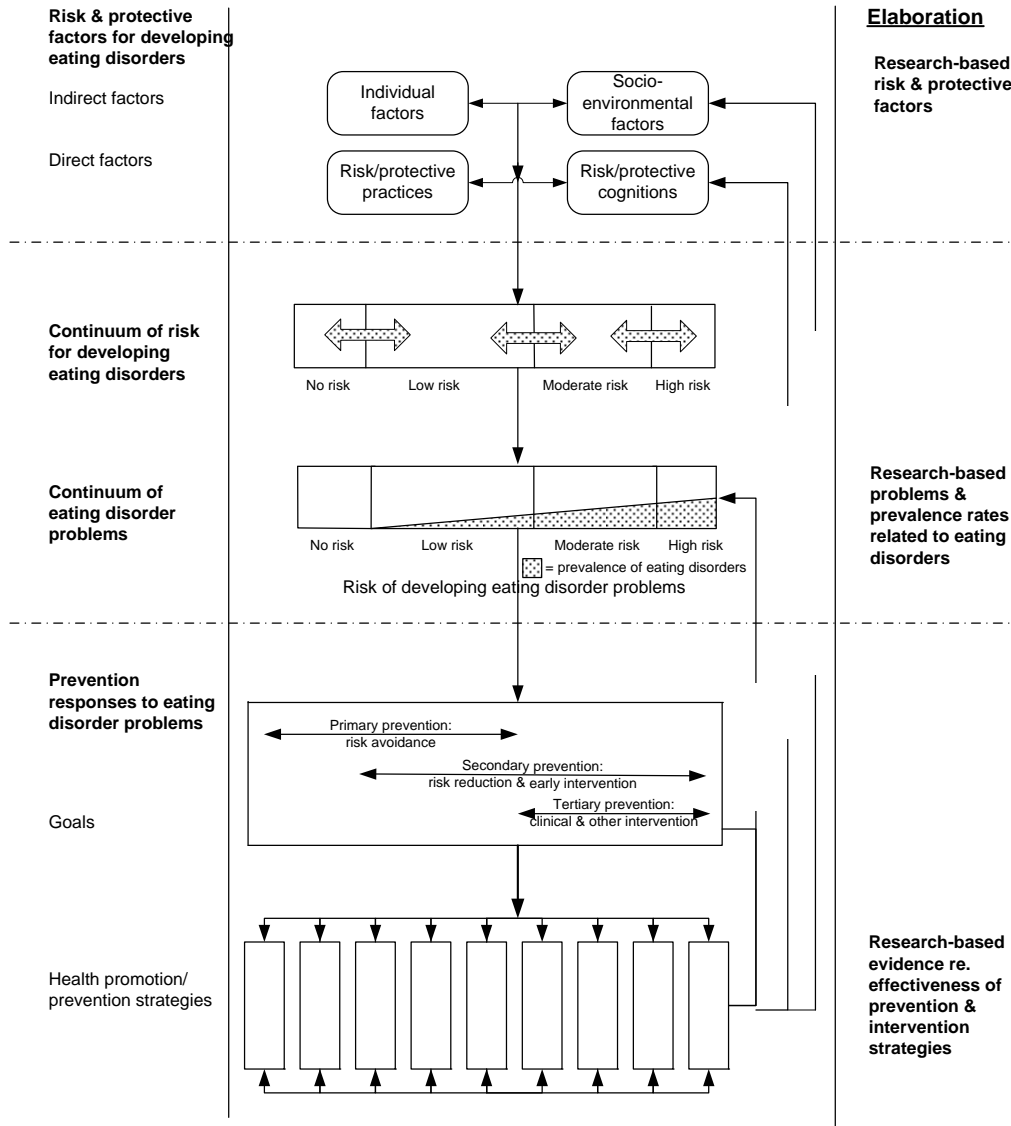 Risk & protective
factors for developing
eating disorders
Indirect factors
Direct factors
Individual
factors
Socio-
environmental
factors
Risk/protective
practices
Risk/protective
cognitions
Elaboration
Research-based
risk & protective
factors
Continuum of risk
for developing
eating disorders
No risk
Low risk
Moderate risk
High risk
Continuum of
eating disorder
problems
No risk
Low risk
Moderate risk
High risk
= prevalence of eating disorders
Risk of developing eating disorder problems
Research-based
problems &
prevalence rates
related to eating
disorders
Prevention
responses to eating
disorder problems
Goals
Primary prevention:
risk avoidance
Secondary prevention:
risk reduction & early intervention
Tertiary prevention:
clinical & other intervention
Health promotion/
prevention strategies
Research-based
evidence re.
effectiveness of
prevention &
intervention
strategies